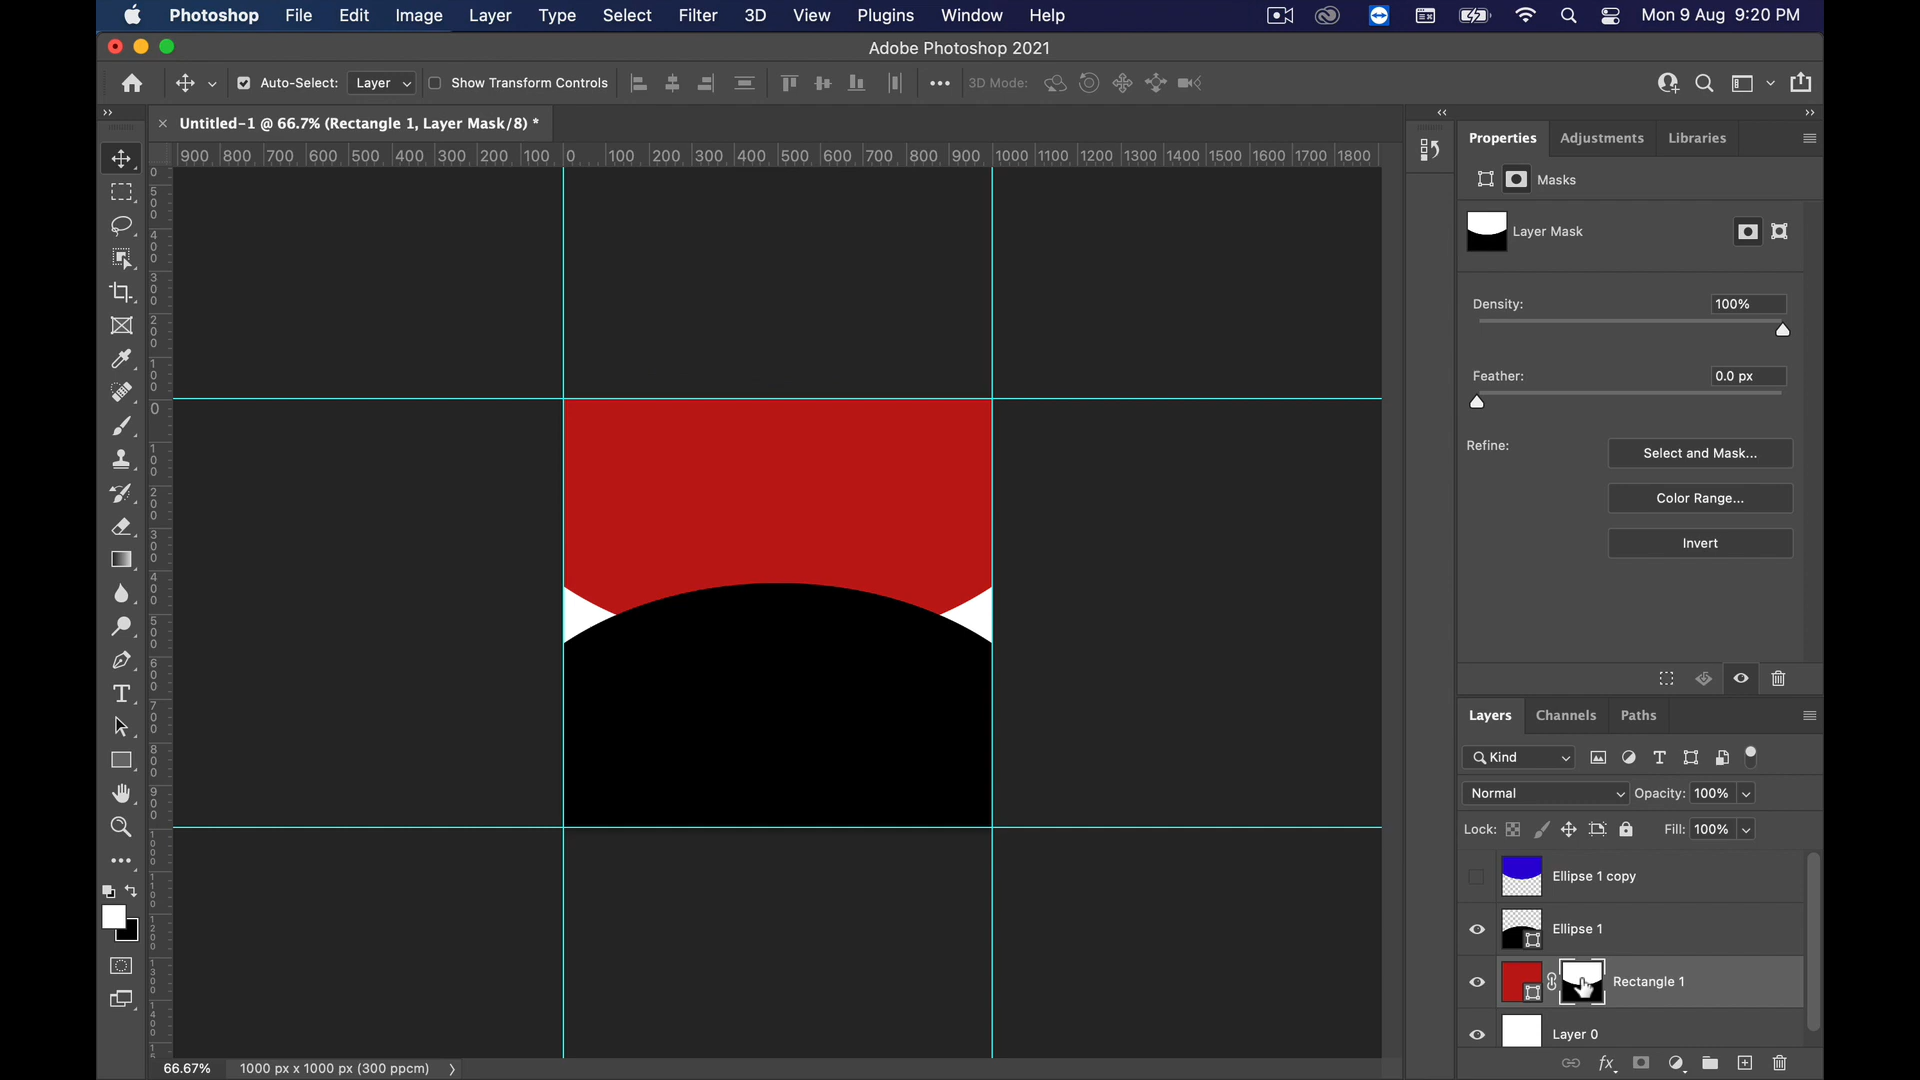 Photoshop File Edit Image Layer Type Select Filter 3D View Plugins Window Help Mon 9 Aug 9:20 PM
Adobe Photoshop 2021
Auto-Select: Layer Show Transform Controls 3D Mode:
Untitled-1 @ 66.7% (Rectangle 1, Layer Mask/8) *
900 800 700 600 500 400 300 200 100 0 100 200 300 400 500 600 700 800 900 1000 1100 1200 1300 1400 1500 1600 1700 1800
Properties Adjustments Libraries
Masks
Layer Mask
Density: 100%
Feather: 0.0 px
Refine: Select and Mask...
Color Range...
Invert
Layers Channels Paths
Kind
Normal Opacity: 100%
Lock: Fill: 100%
Ellipse 1 copy
Ellipse 1
Rectangle 1
Layer 0
66.67% 1000 px x 1000 px (300 ppcm)